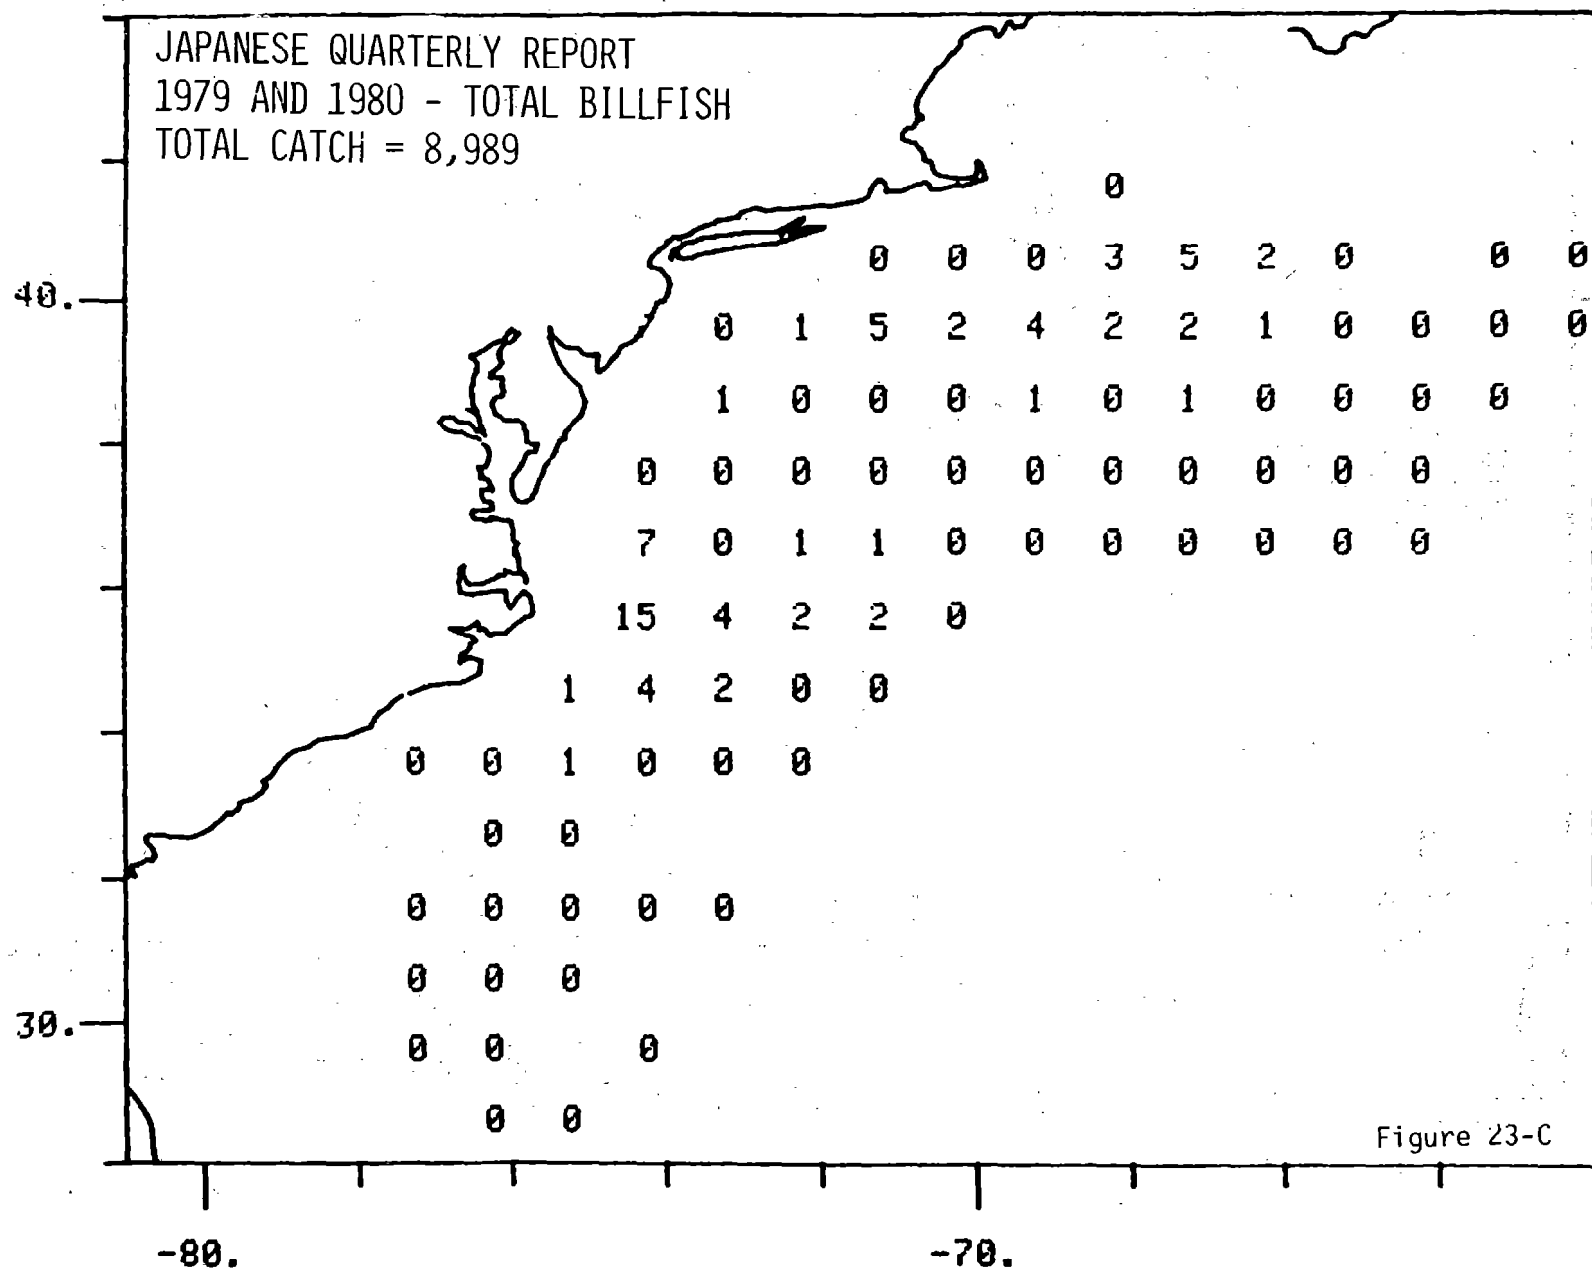 JAPANESE QUARTERLY REPORT
1979 AND 1980 - TOTAL BILLFISH
TOTAL CATCH = 8,989
0
0 0 0 3 5 2 0 0 0
40.
0 1 5 2 4 2 2 1 0 0 0 0
1 0 0 0 1 0 1 0 0 0 0
0 0 0 0 0 0 0 0 0 0 0
7 0 1 1 0 0 0 0 0 0 0
15 4 2 2 0
1 4 2 0 0
0 0 1 0 0 0
0 0
0 0 0 0 0
0 0 0
30.
0 0 0
0 0
Figure 23-C
-80. -70.